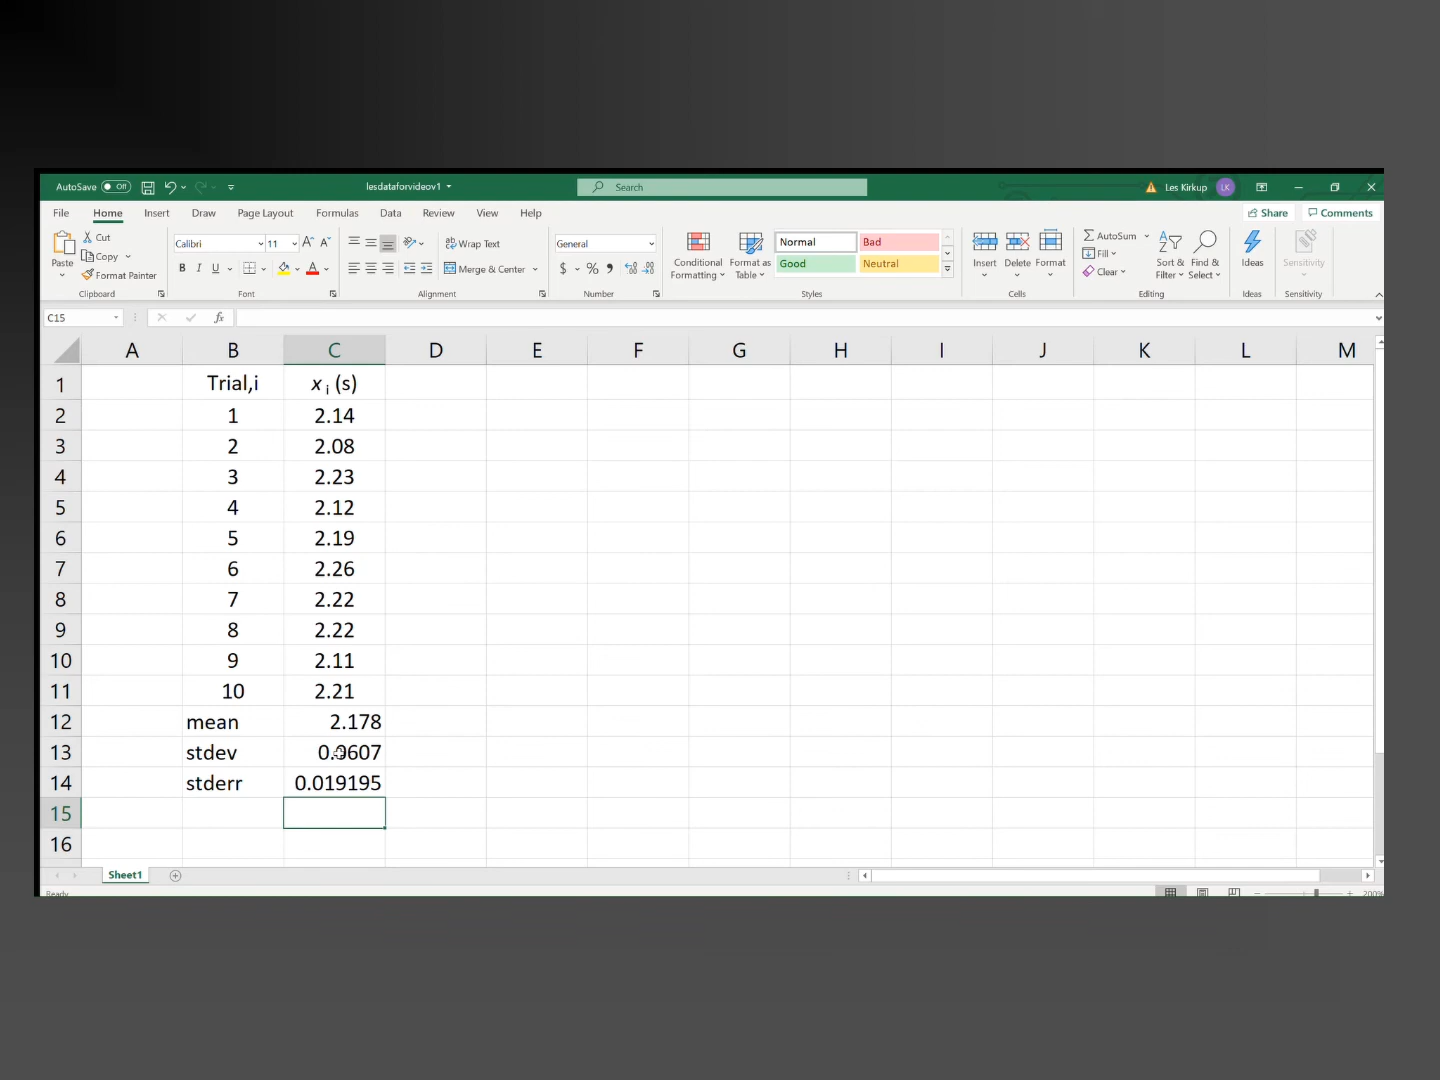 AutoSave Off lesdataforvideov1 Search Les Kirkup LK
File Home Insert Draw Page Layout Formulas Data Review View Help Share Comments
Paste Cut Copy Format Painter Clipboard
Calibri 11 B I U A Font
Wrap Text Merge & Center Alignment
General $ % Number
Conditional Formatting Format as Table Normal Bad Good Neutral Styles
Insert Delete Format Cells
AutoSum Fill Clear Sort & Filter Find & Select Editing
Ideas Ideas
Sensitivity Sensitivity
C15 fx
A B C D E F G H I J K L M
1 Trial,i x i (s)
2 1 2.14
3 2 2.08
4 3 2.23
5 4 2.12
6 5 2.19
7 6 2.26
8 7 2.22
9 8 2.22
10 9 2.11
11 10 2.21
12 mean 2.178
13 stdev 0.0607
14 stderr 0.019195
15
16
Sheet1
Ready 200%